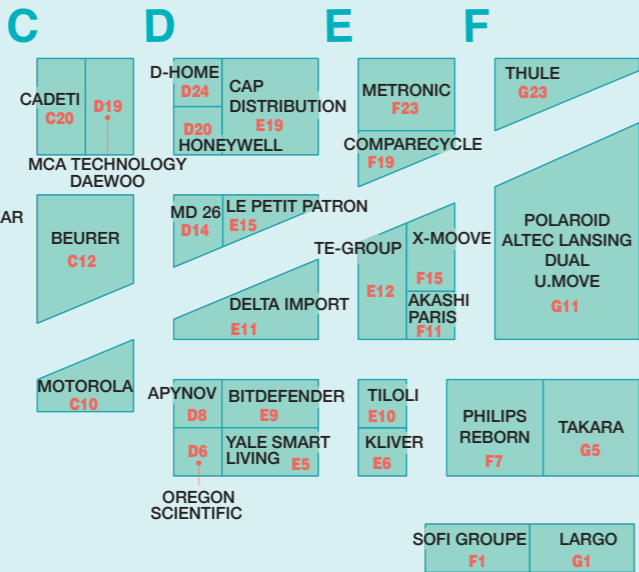 C D E F
CADETI
C20
D19
MCA TECHNOLOGY
DAEWOO
D-HOME
D24
D20
HONEYWELL
CAP
DISTRIBUTION
E19
METRONIC
F23
COMPARECYCLE
F19
THULE
G23
AR
BEURER
C12
MD 26
D14
LE PETIT PATRON
E15
DELTA IMPORT
E11
TE-GROUP
E12
X-MOOVE
F15
AKASHI
PARIS
F11
POLAROID
ALTEC LANSING
DUAL
U.MOVE
G11
MOTOROLA
C10
APYNOV
D8
BITDEFENDER
E9
D6
OREGON
SCIENTIFIC
YALE SMART
LIVING E5
TILOLI
E10
KLIVER
E6
PHILIPS
REBORN
F7
TAKARA
G5
SOFI GROUPE
F1
LARGO
G1